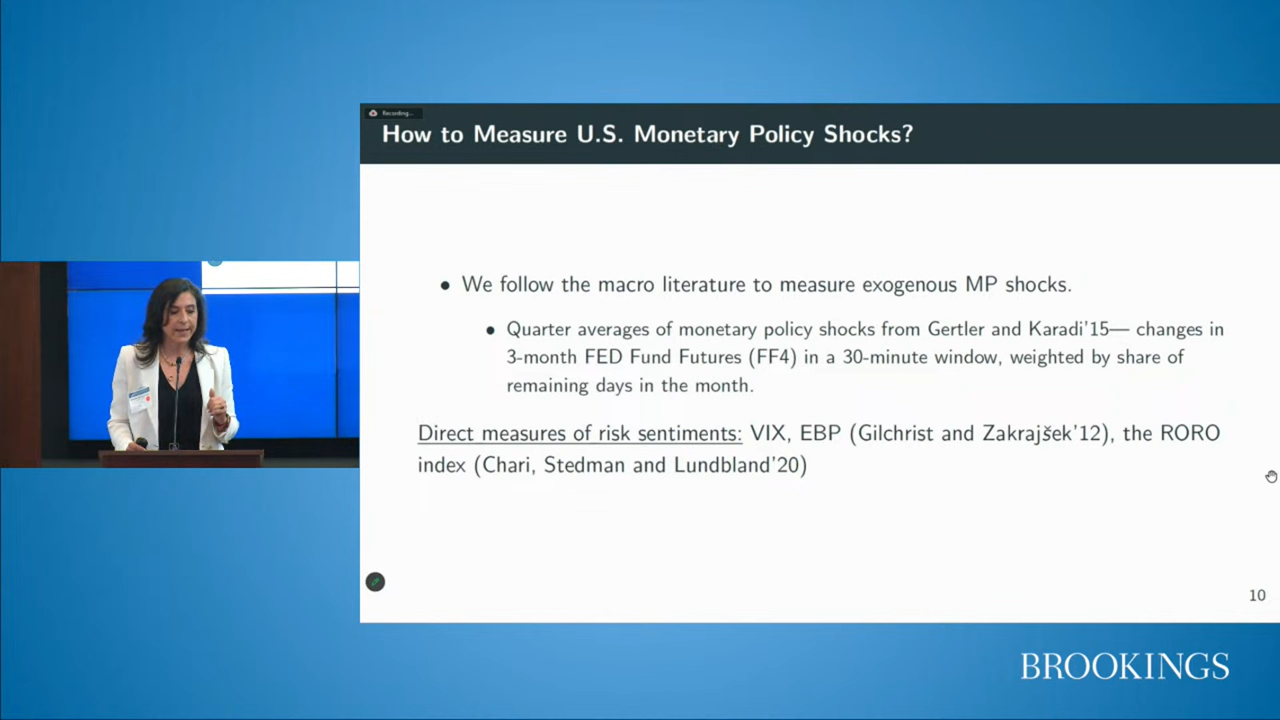 Recording...
How to Measure U.S. Monetary Policy Shocks?
• We follow the macro literature to measure exogenous MP shocks.
• Quarter averages of monetary policy shocks from Gertler and Karadi'15— changes in
3-month FED Fund Futures (FF4) in a 30-minute window, weighted by share of
remaining days in the month.
Direct measures of risk sentiments: VIX, EBP (Gilchrist and Zakrajšek'12), the RORO
index (Chari, Stedman and Lundbland'20)
10
BROOKINGS